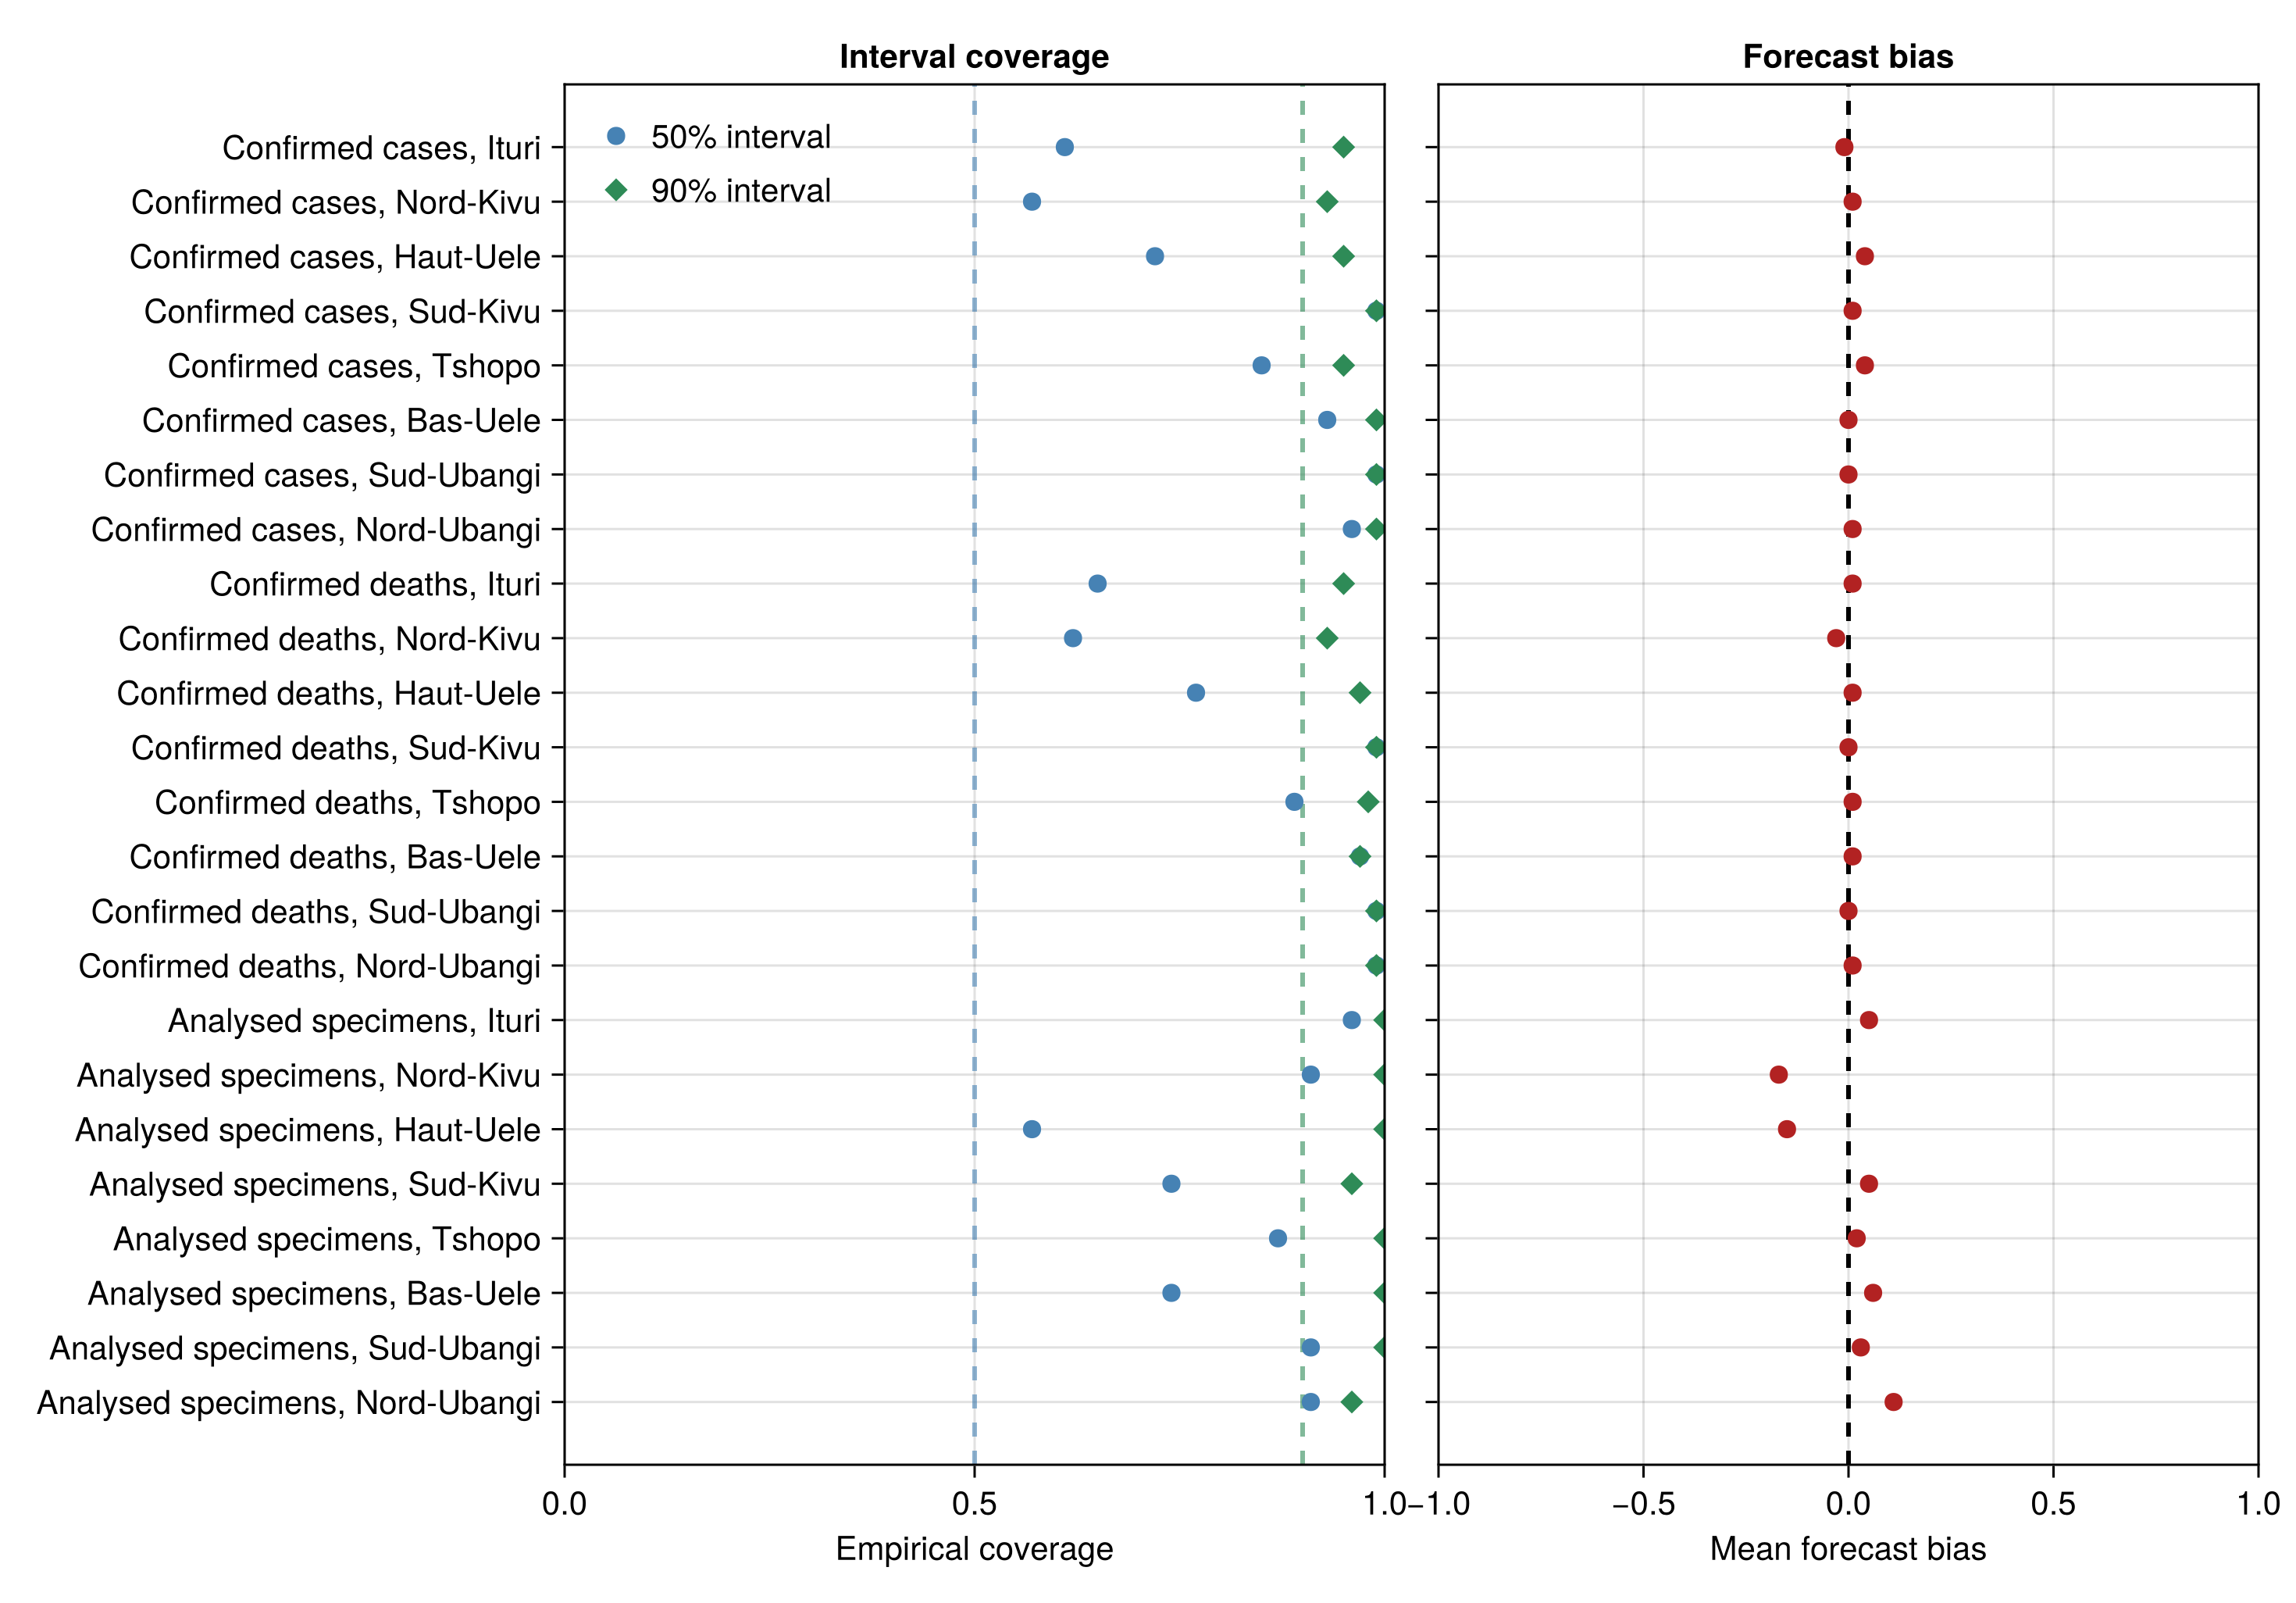 Interval coverage
Forecast bias
50% interval
90% interval
Confirmed cases, Ituri
Confirmed cases, Nord-Kivu
Confirmed cases, Haut-Uele
Confirmed cases, Sud-Kivu
Confirmed cases, Tshopo
Confirmed cases, Bas-Uele
Confirmed cases, Sud-Ubangi
Confirmed cases, Nord-Ubangi
Confirmed deaths, Ituri
Confirmed deaths, Nord-Kivu
Confirmed deaths, Haut-Uele
Confirmed deaths, Sud-Kivu
Confirmed deaths, Tshopo
Confirmed deaths, Bas-Uele
Confirmed deaths, Sud-Ubangi
Confirmed deaths, Nord-Ubangi
Analysed specimens, Ituri
Analysed specimens, Nord-Kivu
Analysed specimens, Haut-Uele
Analysed specimens, Sud-Kivu
Analysed specimens, Tshopo
Analysed specimens, Bas-Uele
Analysed specimens, Sud-Ubangi
Analysed specimens, Nord-Ubangi
0.0 0.5 1.0
−1.0 −0.5 0.0 0.5 1.0
Empirical coverage
Mean forecast bias